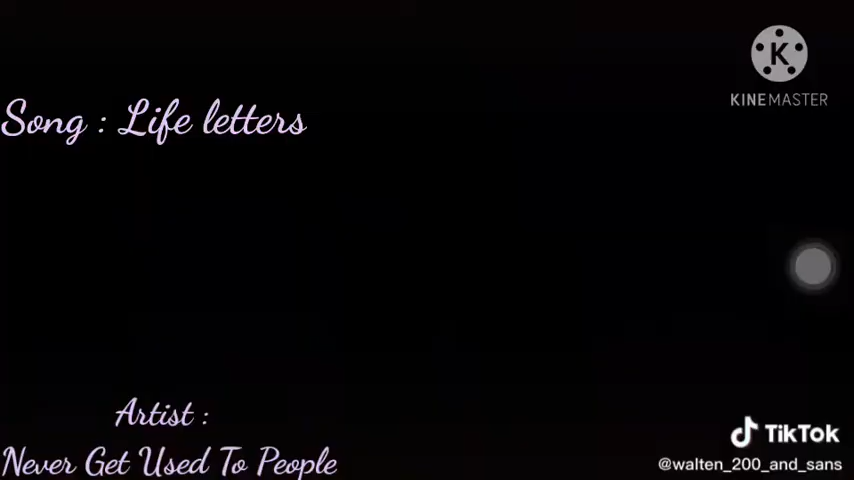 KINEMASTER
Song : Life letters
Artist :
Never Get Used To People
TikTok
@walten_200_and_sans